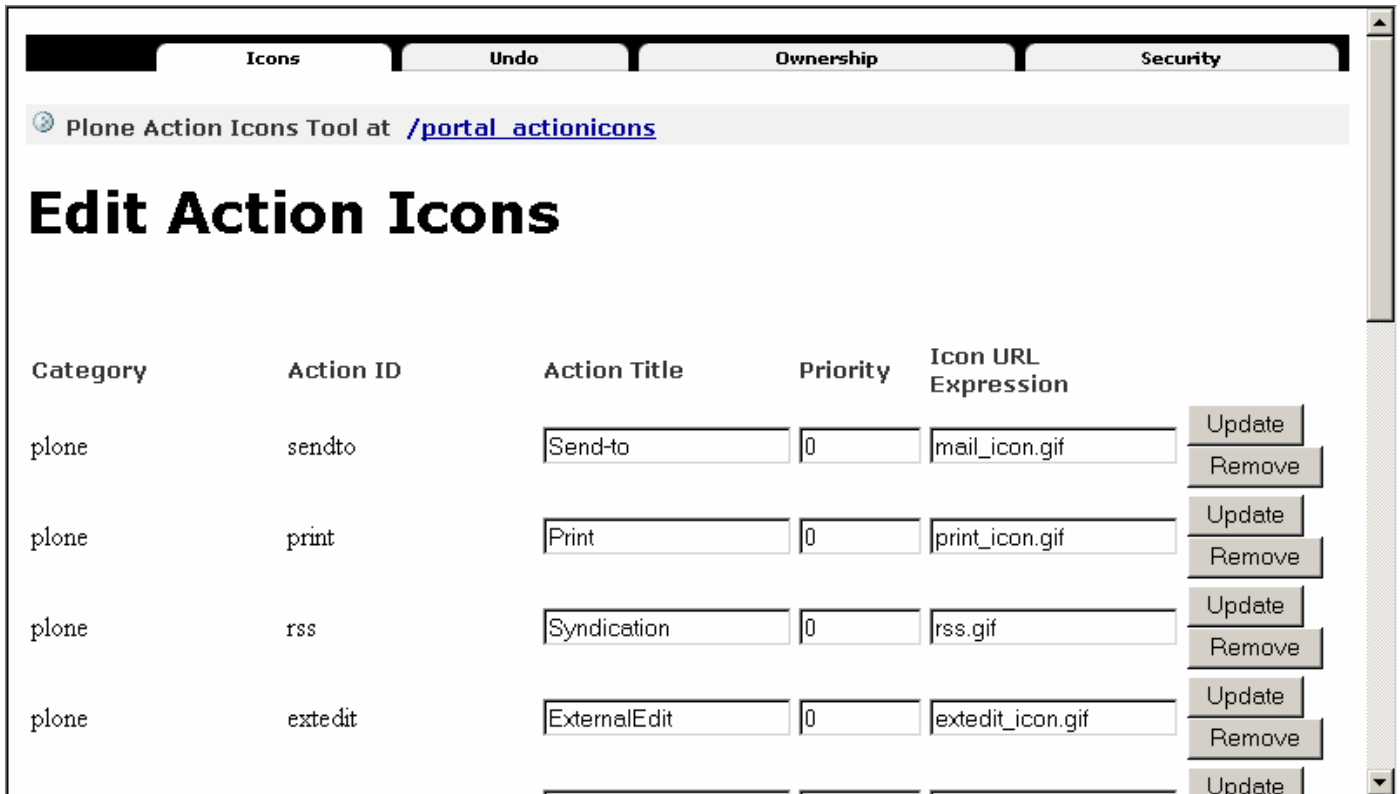 Icons Undo Ownership Security
Plone Action Icons Tool at /portal_actionicons
Edit Action Icons
Category Action ID Action Title Priority Icon URL Expression
plone sendto Send-to 0 mail_icon.gif Update
Remove
plone print Print 0 print_icon.gif Update
Remove
plone rss Syndication 0 rss.gif Update
Remove
plone extedit ExternalEdit 0 extedit_icon.gif Update
Remove
Update